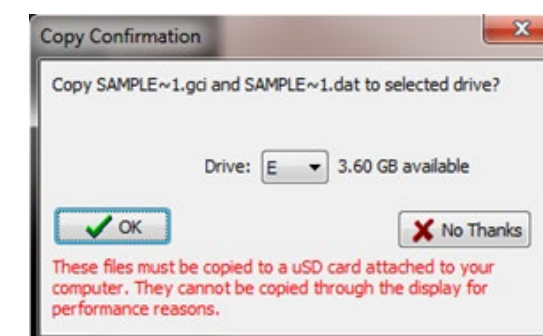 Copy Confirmation
Copy SAMPLE~1.gci and SAMPLE~1.dat to selected drive?
Drive: E 3.60 GB available
OK No Thanks
These files must be copied to a uSD card attached to your
computer. They cannot be copied through the display for
performance reasons.